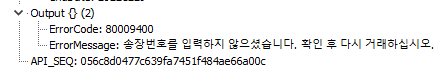 Output {} (2)
ErrorCode: 80009400
ErrorMessage: 송장번호를 입력하지 않으셨습니다. 확인 후 다시 거래하십시오.
API_SEQ: 056c8d0477c639fa7451f484ae66a00c